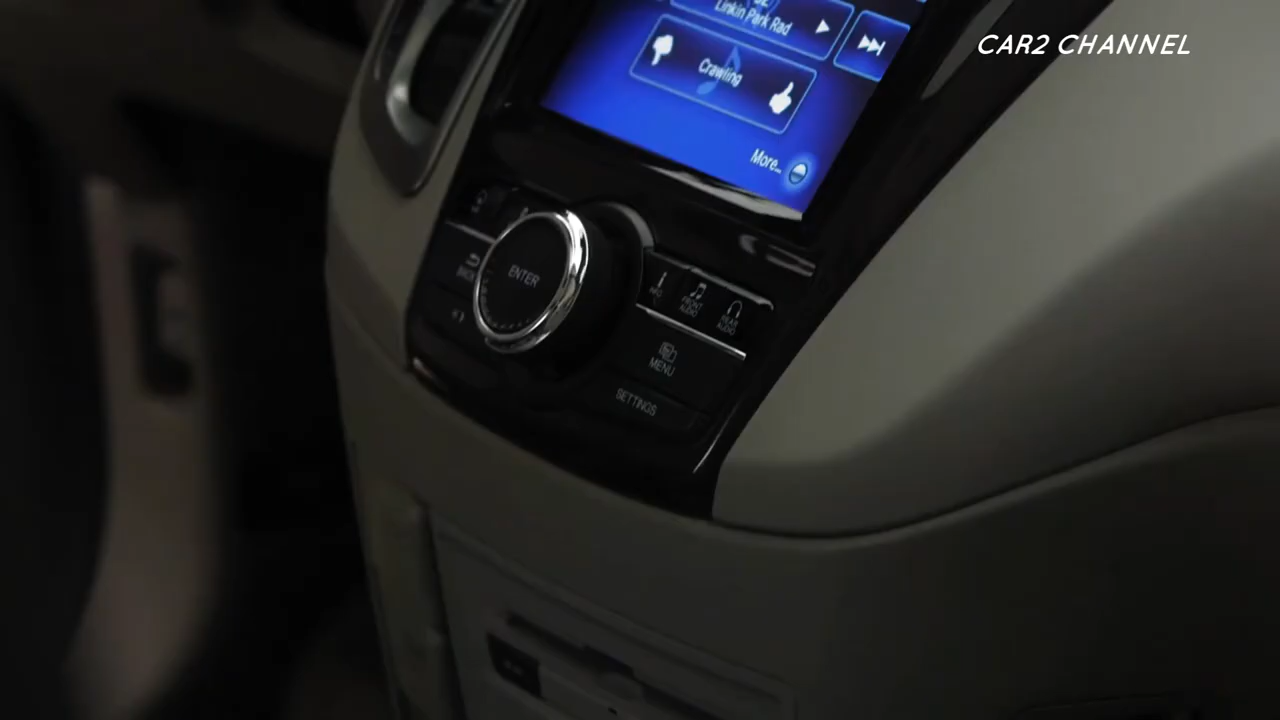 CAR2 CHANNEL
Linkin Park Rad
Crawling
More...
ENTER
BACK
INFO
FRONT
AUDIO
REAR
AUDIO
MENU
SETTINGS